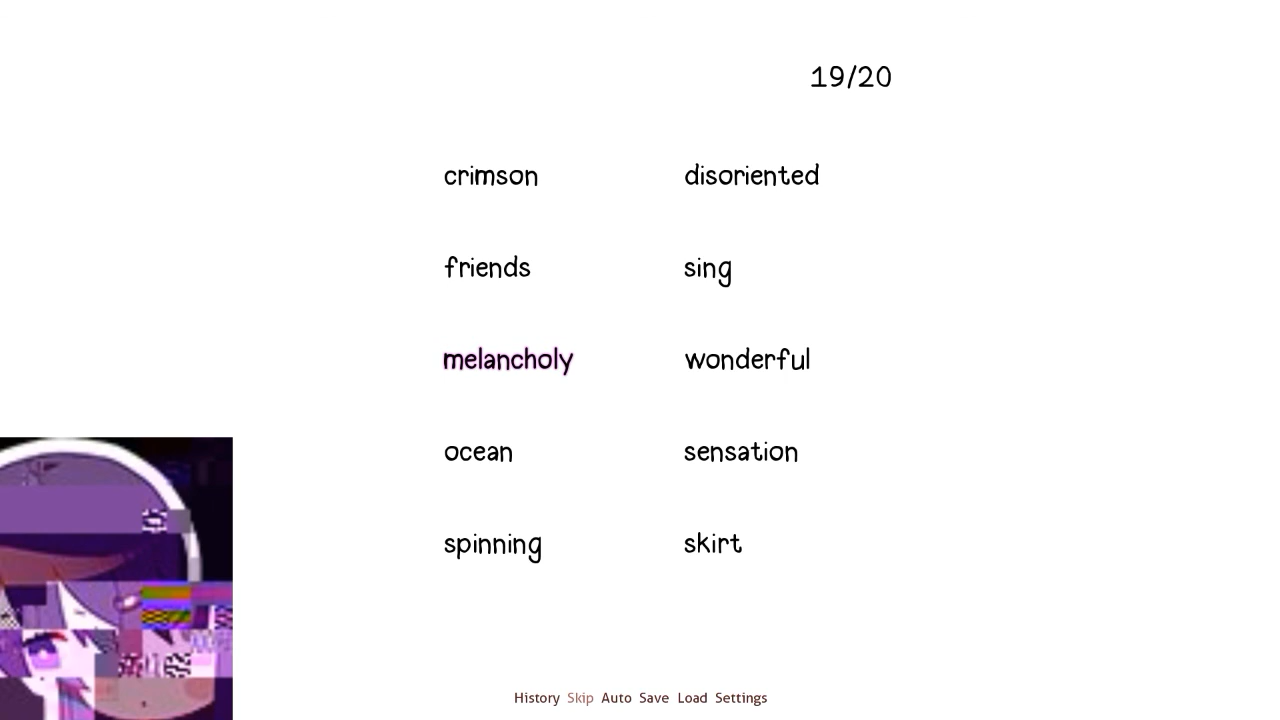 19/20
crimson disoriented
friends sing
melancholy wonderful
ocean sensation
spinning skirt
History Skip Auto Save Load Settings